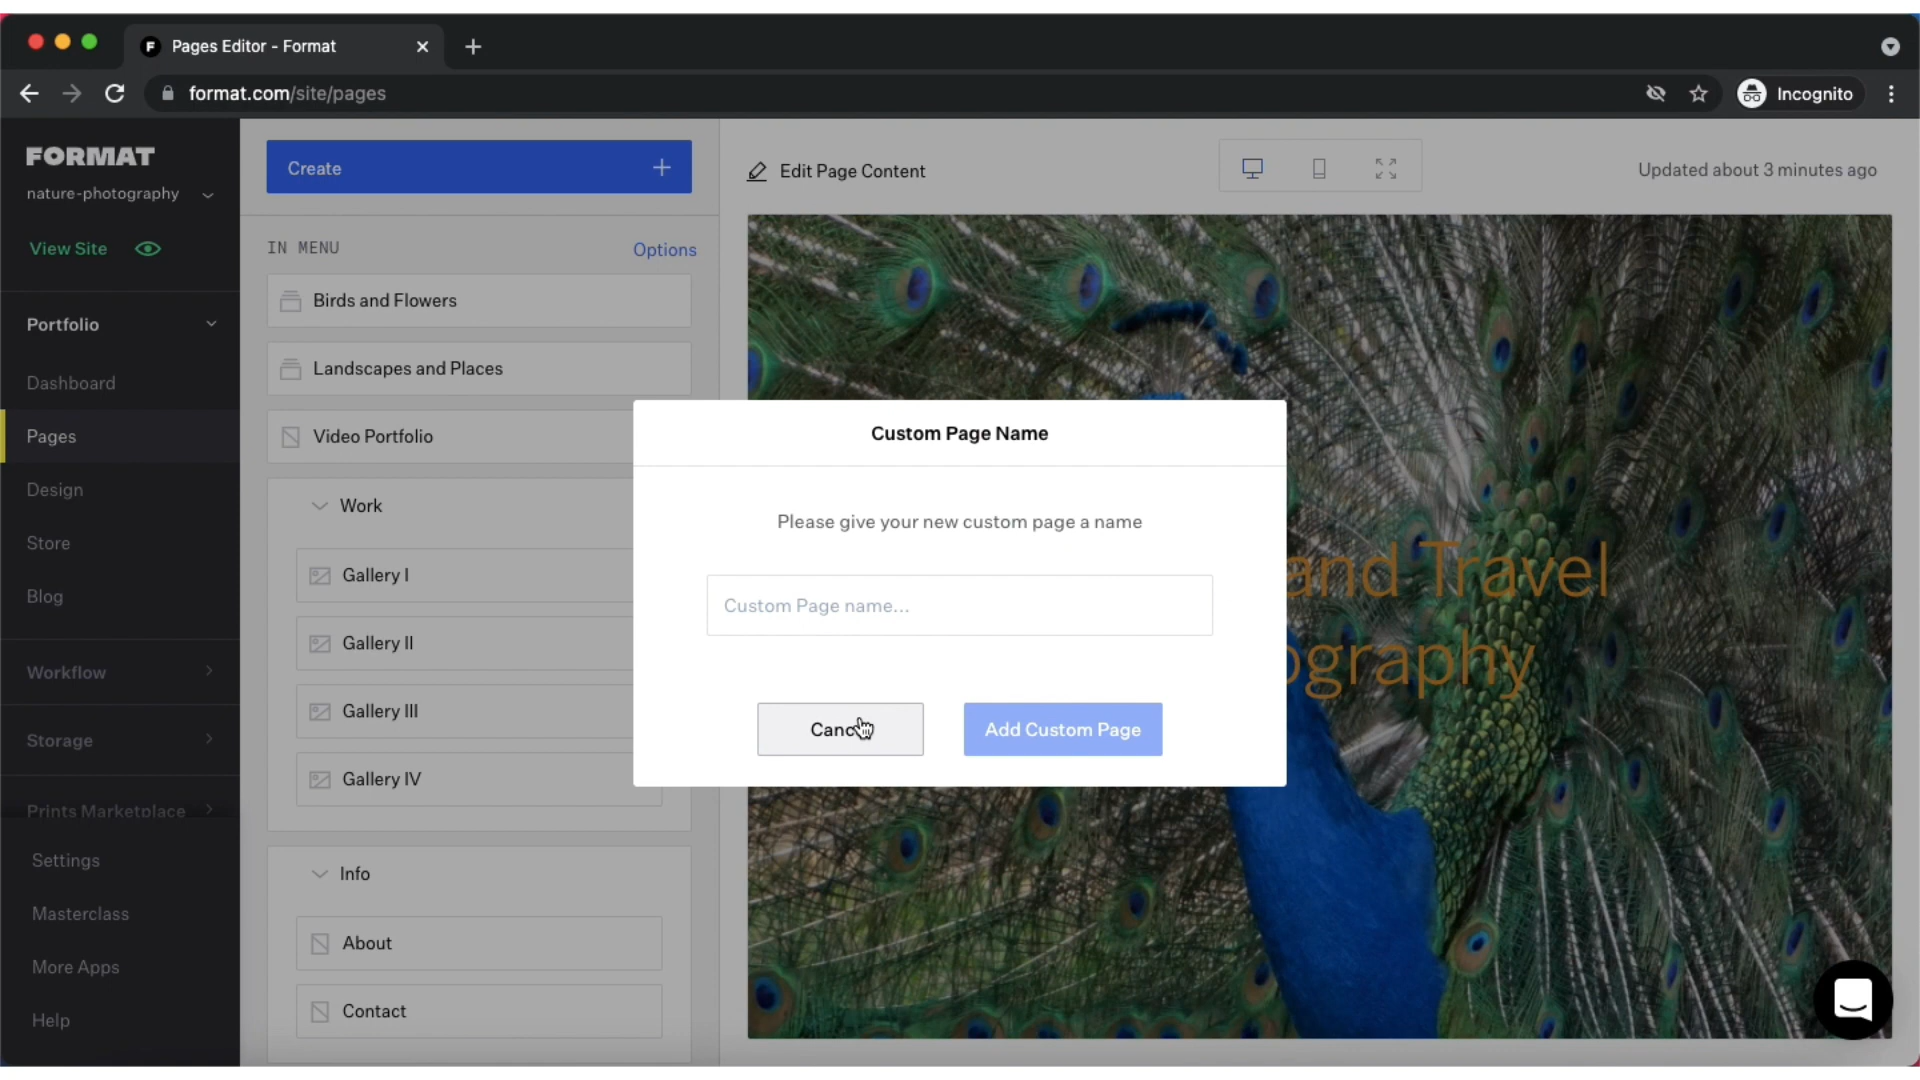 Pages Editor - Format
format.com/site/pages
Incognito
FORMAT
nature-photography
View Site
Portfolio
Dashboard
Pages
Design
Store
Blog
Workflow
Storage
Prints Marketplace
Settings
Masterclass
More Apps
Help
Create
IN MENU
Options
Birds and Flowers
Landscapes and Places
Video Portfolio
Work
Gallery I
Gallery II
Gallery III
Gallery IV
Info
About
Contact
Edit Page Content
Updated about 3 minutes ago
and Travel
ography
Custom Page Name
Please give your new custom page a name
Custom Page name...
Cancel
Add Custom Page